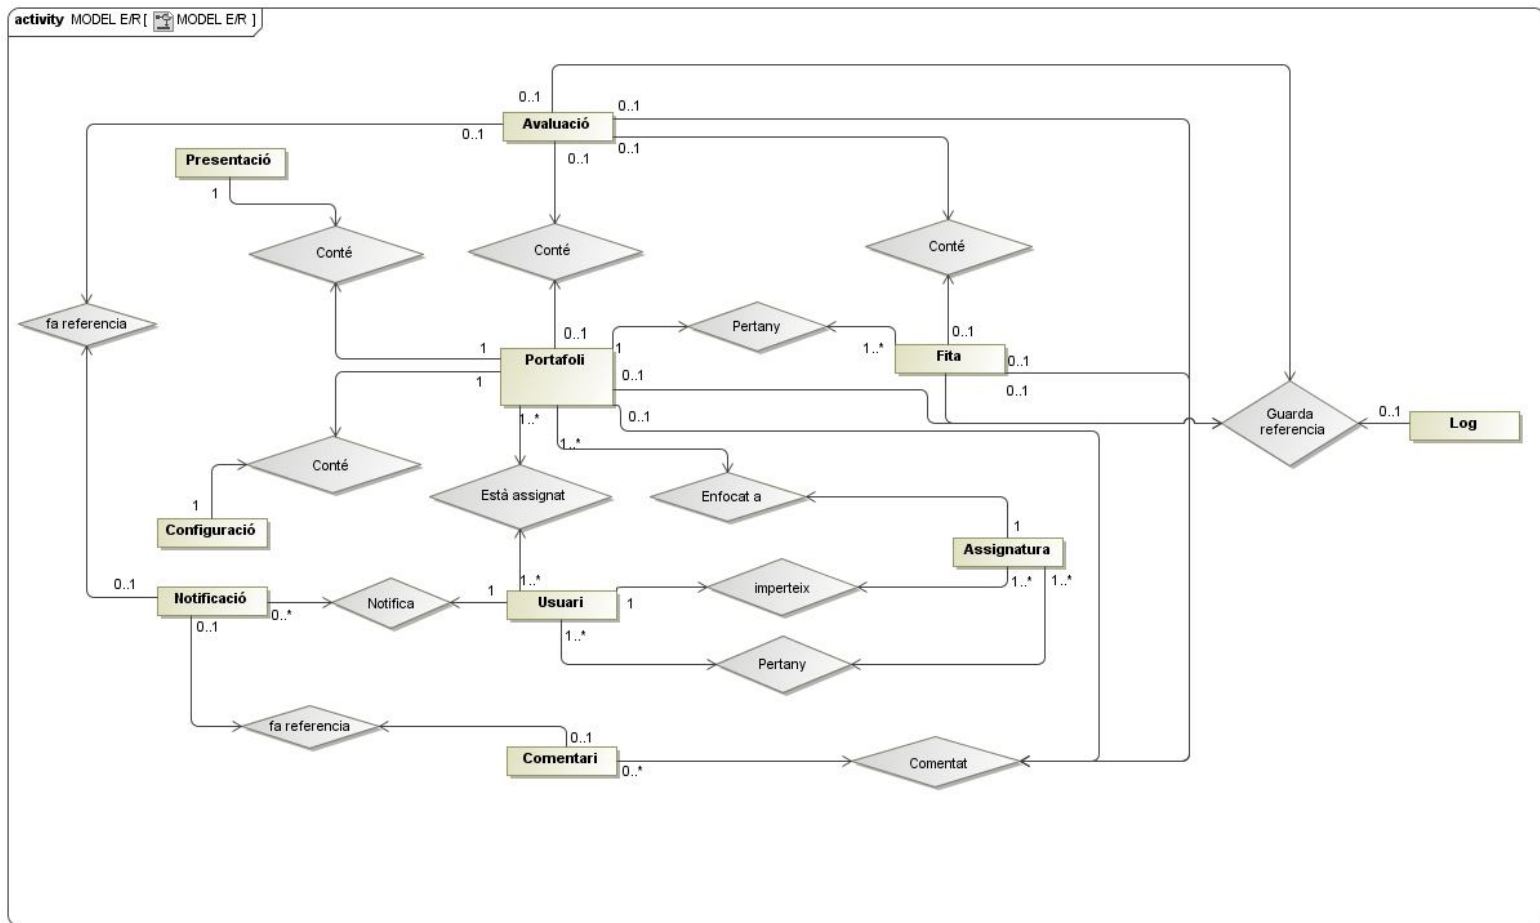 activity MODEL E/R [ MODEL E/R ]
0..1
0..1
0..1
Avaluació
0..1
0..1
Presentació
1
Conté
Conté
Conté
fa referencia
Pertany
0..1
0..1
1
1
1..*
Portafoli
Fita
0..1
1
0..1
0..1
1..*
0..1
Guarda
referencia
0..1
Log
1..*
Conté
Està assignat
Enfocat a
1
1
Configuració
Assignatura
0..1
1
1..*
imperteix
1..*
1..*
Notificació
Notifica
Usuari
1
0..*
0..1
1..*
Pertany
fa referencia
0..1
Comentari
0..*
Comentat